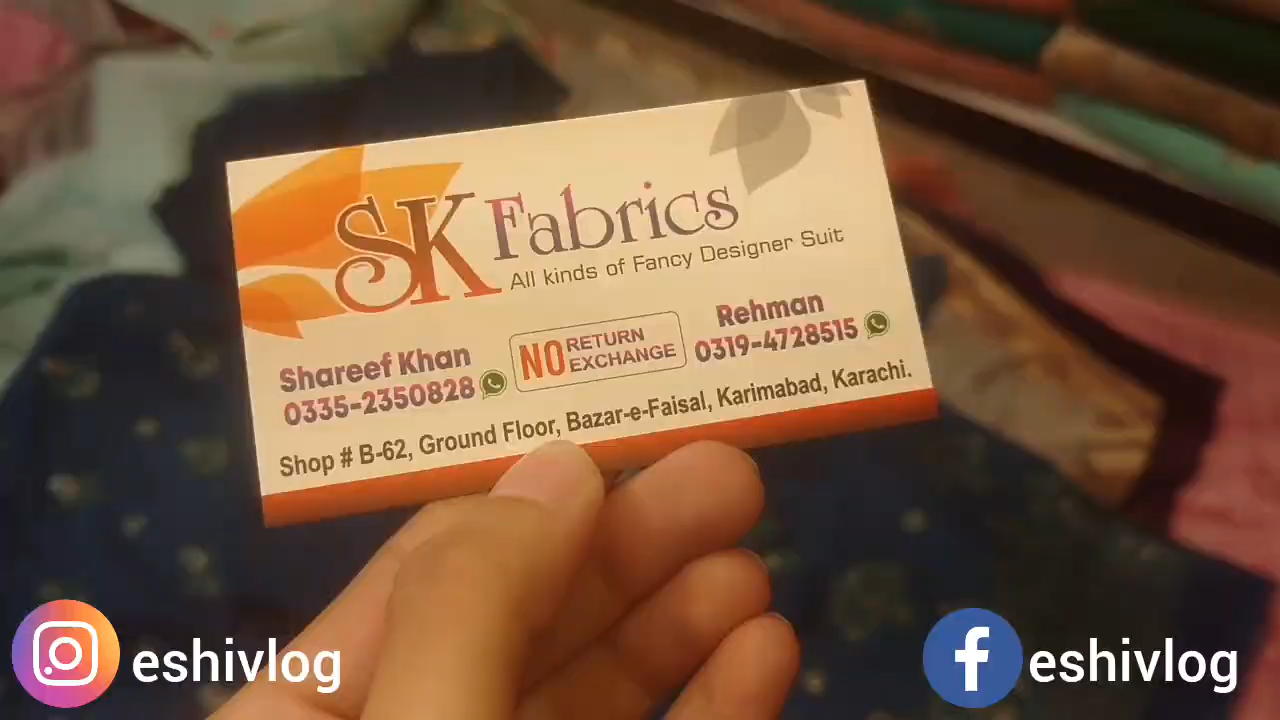 SK Fabrics
All kinds of Fancy Designer Suit
Shareef Khan
0335-2350828
NO RETURN
EXCHANGE
Rehman
0319-4728515
Shop # B-62, Ground Floor, Bazar-e-Faisal, Karimabad, Karachi.
eshivlog
eshivlog